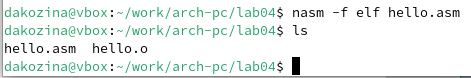 dakozina@vbox:~/work/arch-pc/lab04$ nasm -f elf hello.asm
dakozina@vbox:~/work/arch-pc/lab04$ ls
hello.asm  hello.o
dakozina@vbox:~/work/arch-pc/lab04$